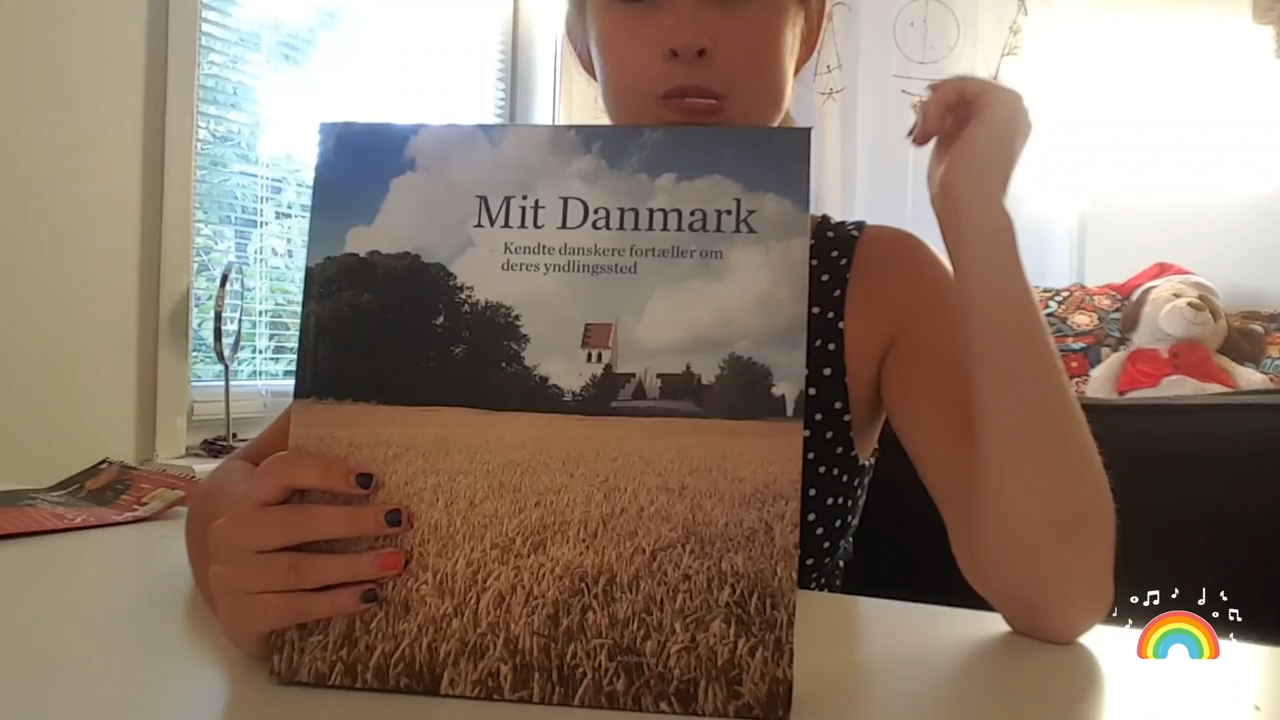 Mit Danmark
Kendte danskere fortæller om
deres yndlingssted